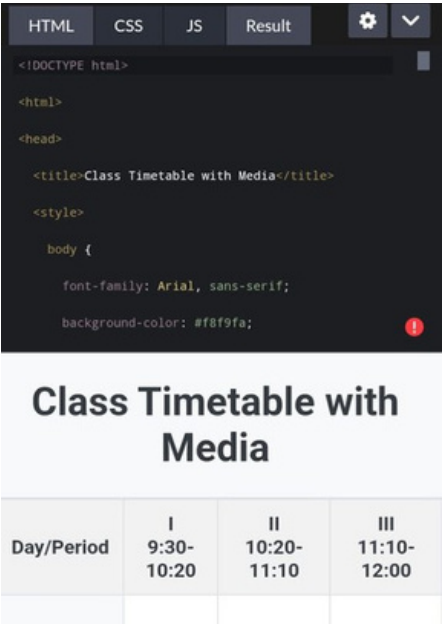 HTML CSS JS Result
<!DOCTYPE html>
<html>
<head>
<title>Class Timetable with Media</title>
<style>
body {
font-family: Arial, sans-serif;
background-color: #f8f9fa;
Class Timetable with
Media
Day/Period
I
9:30-
10:20
II
10:20-
11:10
III
11:10-
12:00